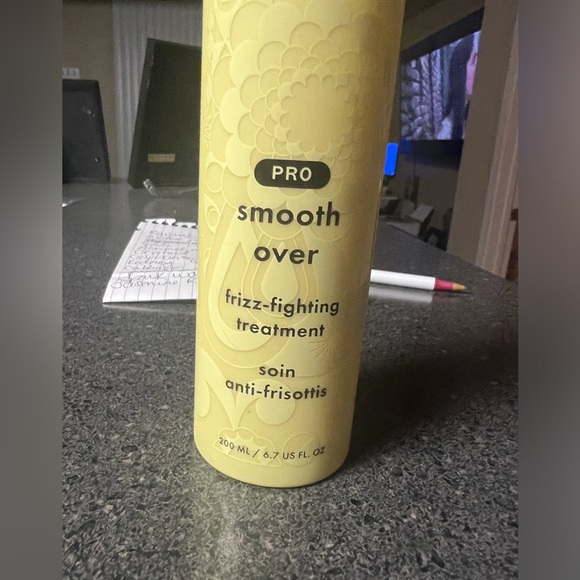 PRO
smooth
over
frizz-fighting
treatment
soin
anti-frisottis
200 ML / 6.7 US FL. OZ